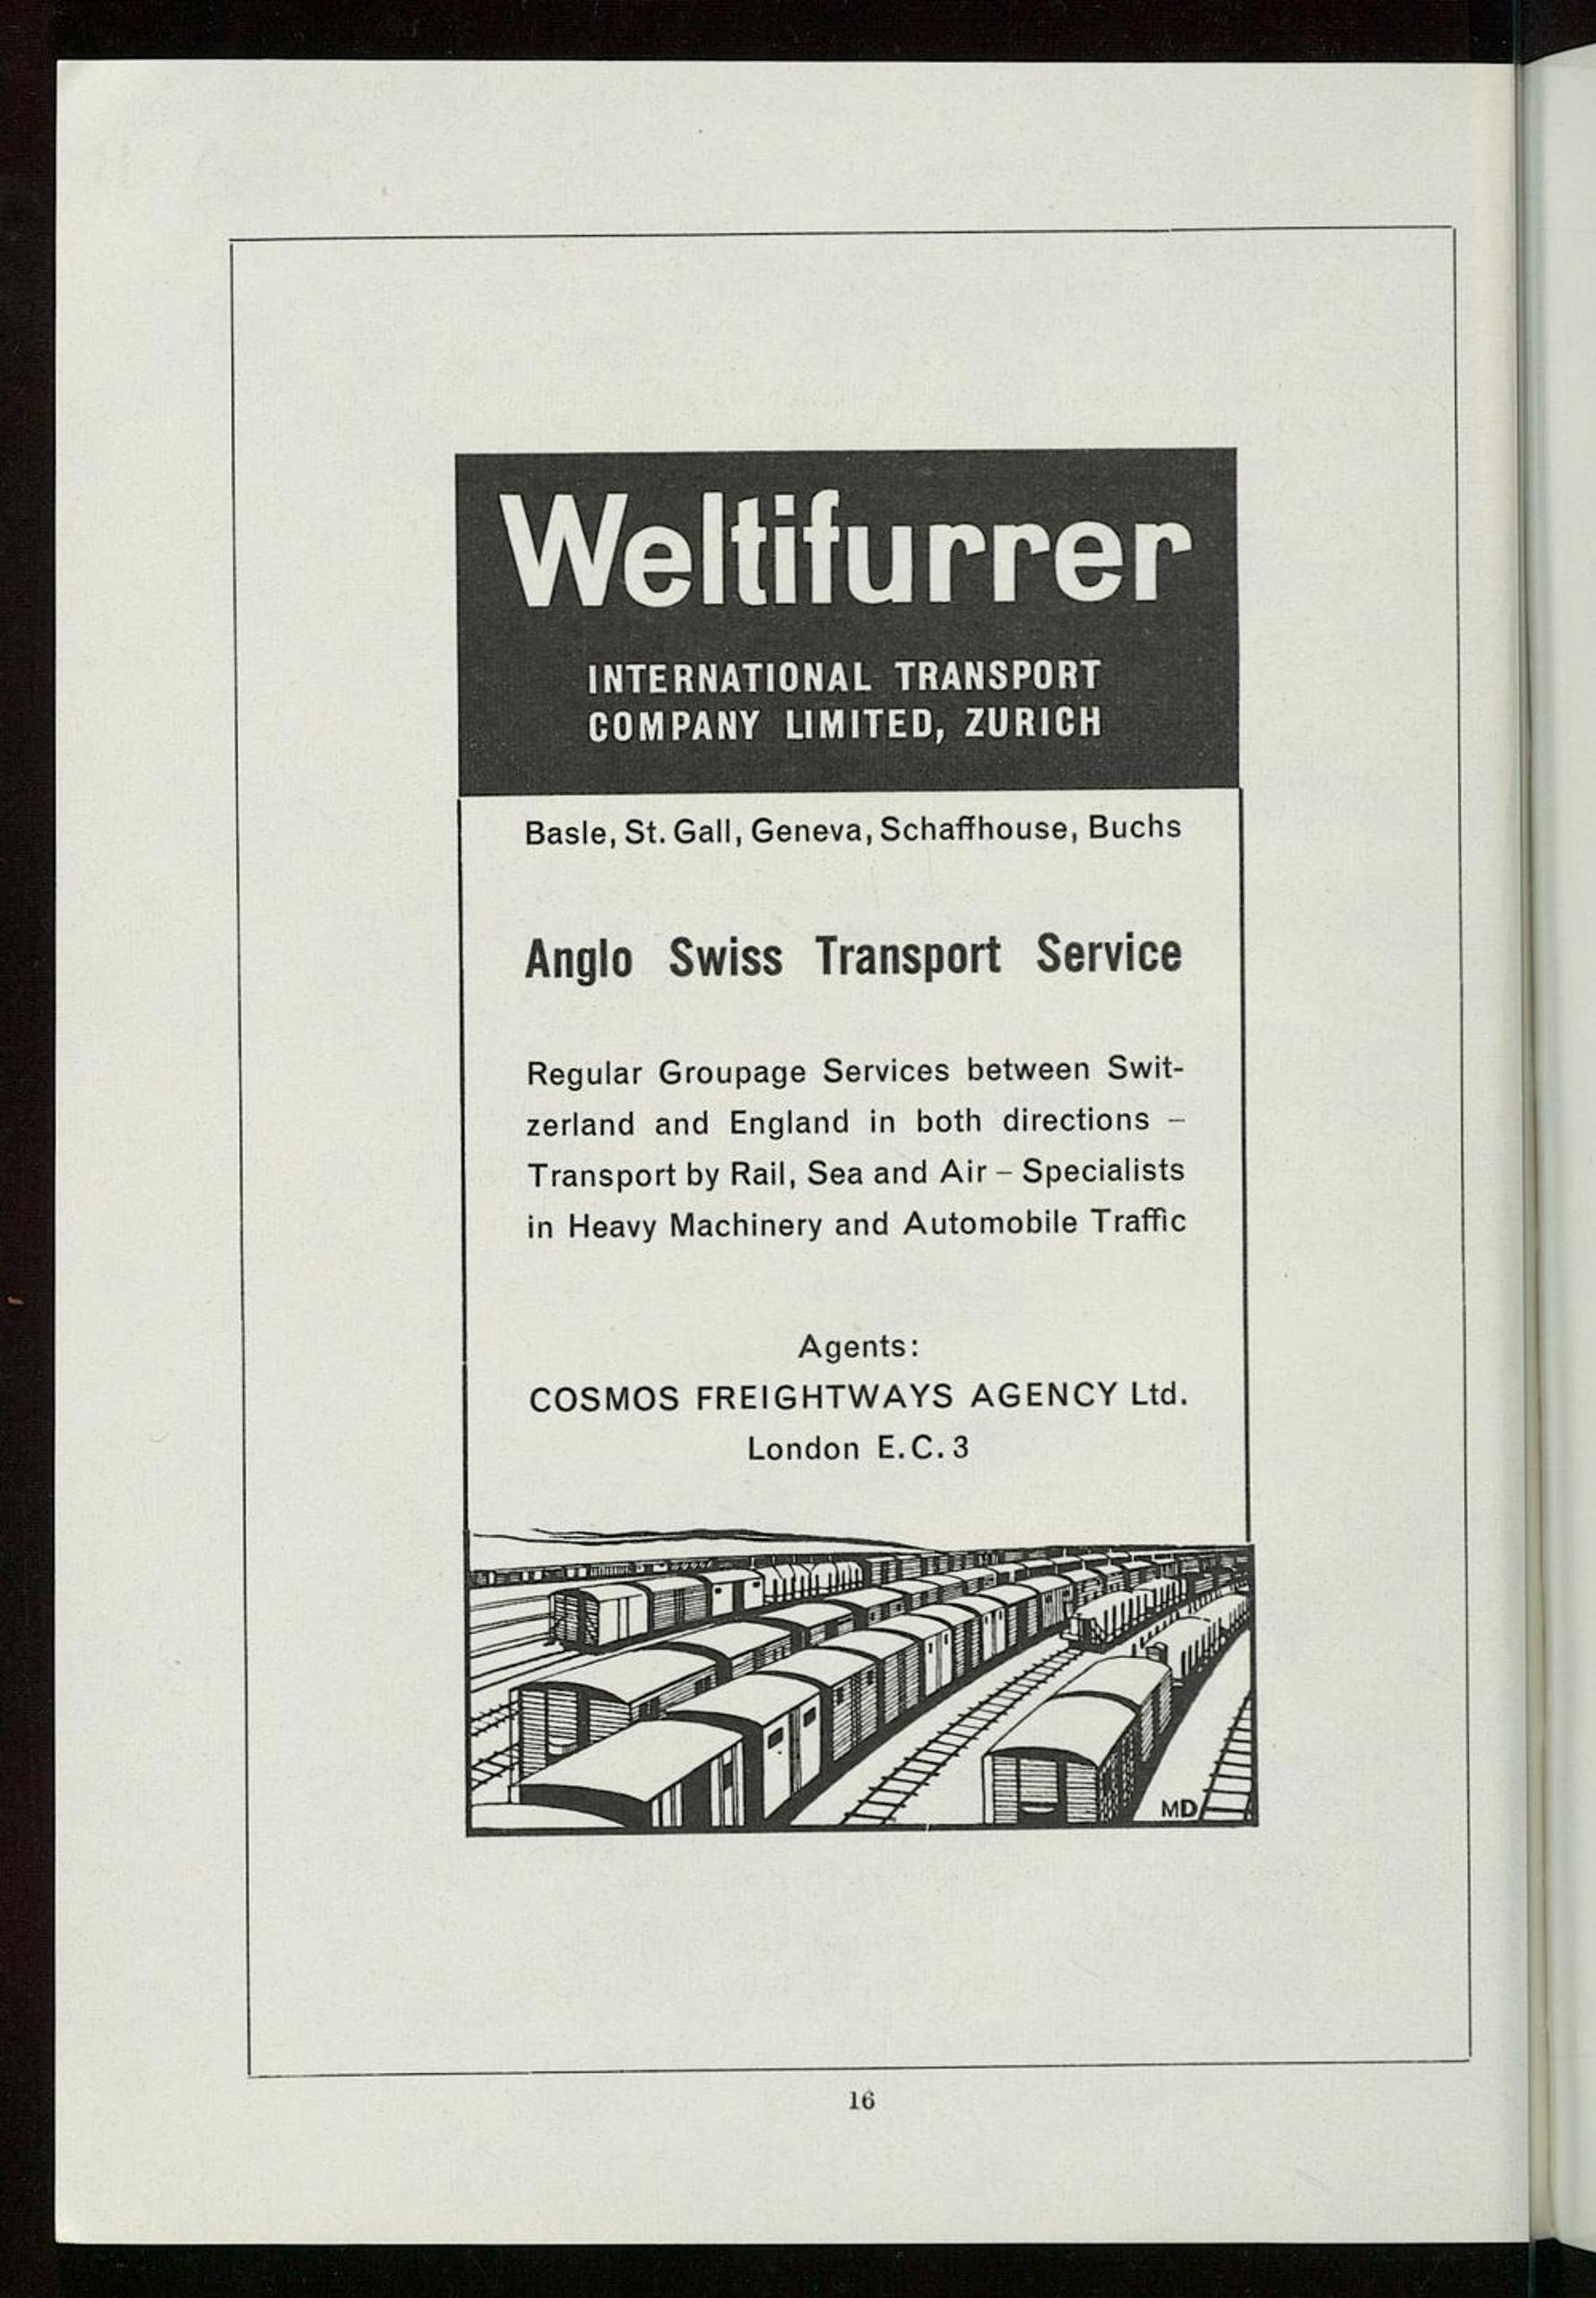 Weltifurrer
INTERNATIONAL TRANSPORT
COMPANY LIMITED, ZURICH
Basle, St. Gall, Geneva, Schaffhouse, Buchs
Anglo Swiss Transport Service
Regular Groupage Services between Swit-
zerland and England in both directions –
Transport by Rail, Sea and Air – Specialists
in Heavy Machinery and Automobile Traffic
Agents:
COSMOS FREIGHTWAYS AGENCY Ltd.
London E.C.3
MD
16